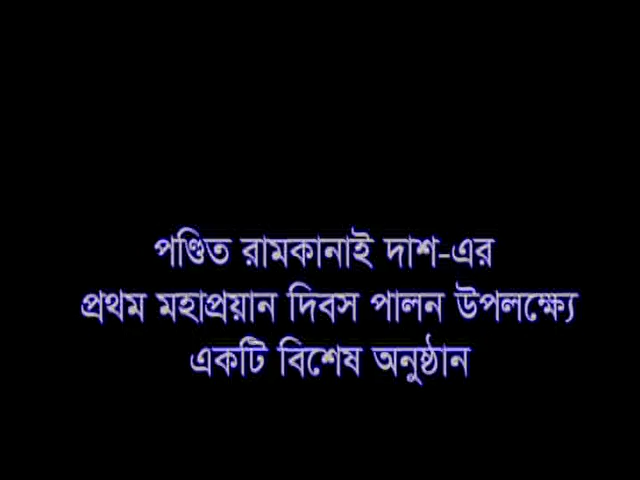 পণ্ডিত রামকানাই দাশ-এর
প্রথম মহাপ্রয়ান দিবস পালন উপলক্ষ্যে
একটি বিশেষ অনুষ্ঠান